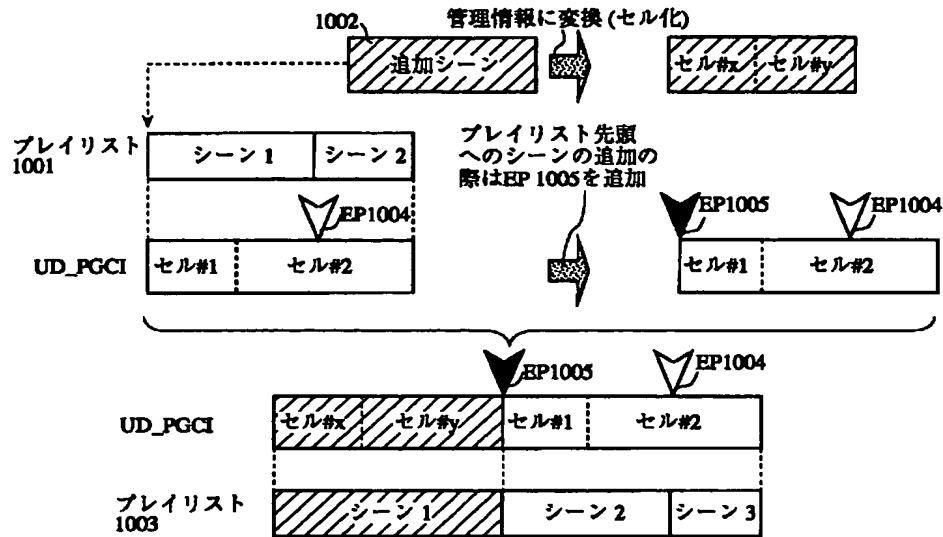 1002
管理情報に変換(セル化)
追加シーン
セル#x
セル#y
プレイリスト
1001
シーン 1
シーン 2
プレイリスト先頭
へのシーンの追加の
際はEP 1005を追加
EP1004
EP1005
EP1004
UD_PGCI
セル#1
セル#2
セル#1
セル#2
EP1005
EP1004
UD_PGCI
セル#x
セル#y
セル#1
セル#2
プレイリスト
1003
シーン 1
シーン 2
シーン 3